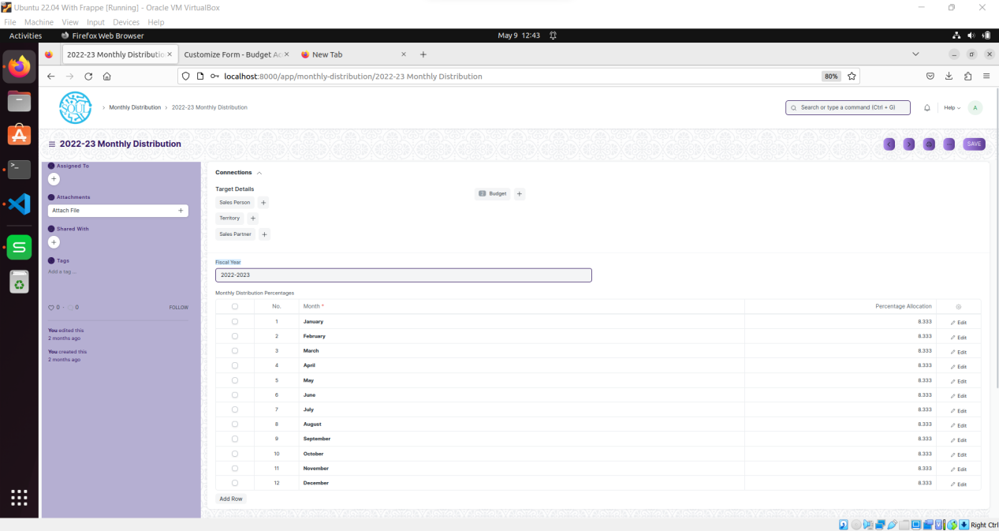 Ubuntu 22.04 With Frappe [Running] - Oracle VM VirtualBox
File Machine View Input Devices Help
Activities Firefox Web Browser May 9 12:43
2022-23 Monthly Distributio Customize Form - Budget Ac New Tab
localhost:8000/app/monthly-distribution/2022-23 Monthly Distribution 80%
SOUL > Monthly Distribution > 2022-23 Monthly Distribution Search or type a command (Ctrl + G) Help A
2022-23 Monthly Distribution SAVE
Assigned To
Attachments
Attach File
Shared With
Tags
Add a tag ...
0 · 0 FOLLOW
You edited this
2 months ago
You created this
2 months ago
Connections
Target Details
Sales Person +
Territory +
Sales Partner +
2 Budget +
Fiscal Year
2022-2023
Monthly Distribution Percentages
No. Month * Percentage Allocation
1 January 8.333 Edit
2 February 8.333 Edit
3 March 8.333 Edit
4 April 8.333 Edit
5 May 8.333 Edit
6 June 8.333 Edit
7 July 8.333 Edit
8 August 8.333 Edit
9 September 8.333 Edit
10 October 8.333 Edit
11 November 8.333 Edit
12 December 8.333 Edit
Add Row
Right Ctrl